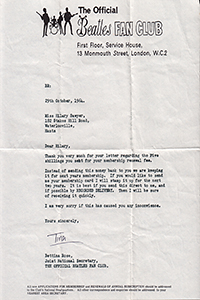 The Official
Beatles FAN CLUB
First Floor, Service House,
13 Monmouth Street, London, W.C.2
29th October, 1964.
Miss Hilary Sawyer,
182 Stakes Hill Road,
Waterlooville,
Hants
Dear Hilary,
Thank you very much for your letter regarding the Five
shillings you sent for your membership renewal fee.
Instead of sending this money back to you we are keeping
it for next years membership. If you would like to send
me your membership card I will stamp it up for the next
two years. It is best if you send this direct to me, and
if possible by RECORDED DELIVERY. Then I will be sure
of receiving it quickly.
I am very sorry if this has caused you any inconvience.
Yours sincerely,
Bettina Rose,
Joint National Secretary,
THE OFFICIAL BEATLES FAN CLUB.